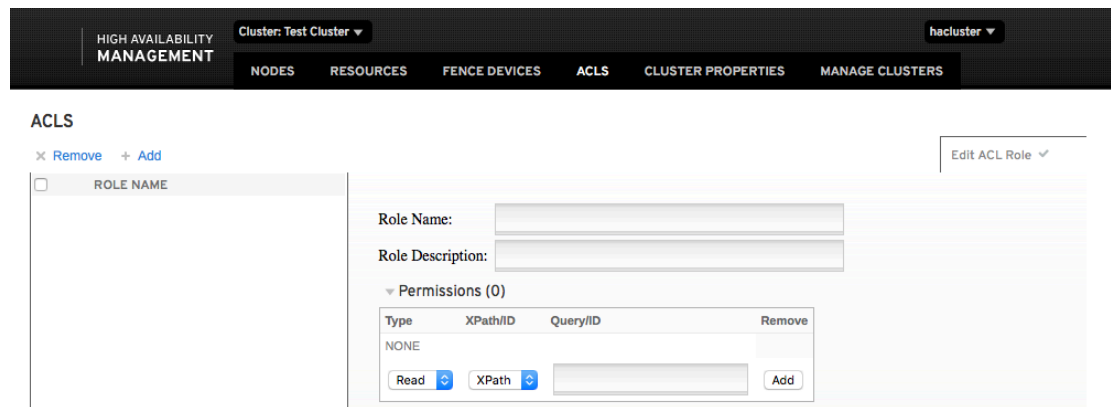 HIGH AVAILABILITY
MANAGEMENT
Cluster: Test Cluster
hacluster
NODES RESOURCES FENCE DEVICES ACLS CLUSTER PROPERTIES MANAGE CLUSTERS
ACLS
Remove Add
Edit ACL Role
ROLE NAME
Role Name:
Role Description:
Permissions (0)
Type XPath/ID Query/ID Remove
NONE
Read XPath Add